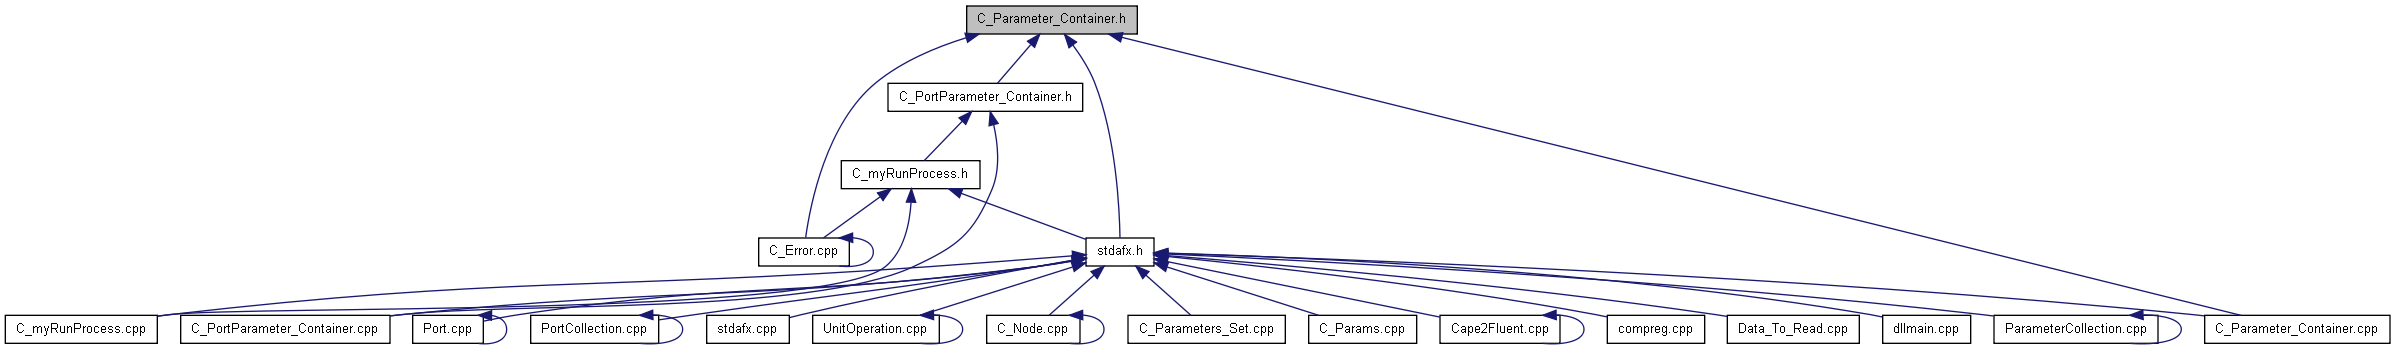 C_Parameter_Container.h
C_PortParameter_Container.h
C_myRunProcess.h
C_Error.cpp
stdafx.h
C_myRunProcess.cpp
C_PortParameter_Container.cpp
Port.cpp
PortCollection.cpp
stdafx.cpp
UnitOperation.cpp
C_Node.cpp
C_Parameters_Set.cpp
C_Params.cpp
Cape2Fluent.cpp
compreg.cpp
Data_To_Read.cpp
dllmain.cpp
ParameterCollection.cpp
C_Parameter_Container.cpp